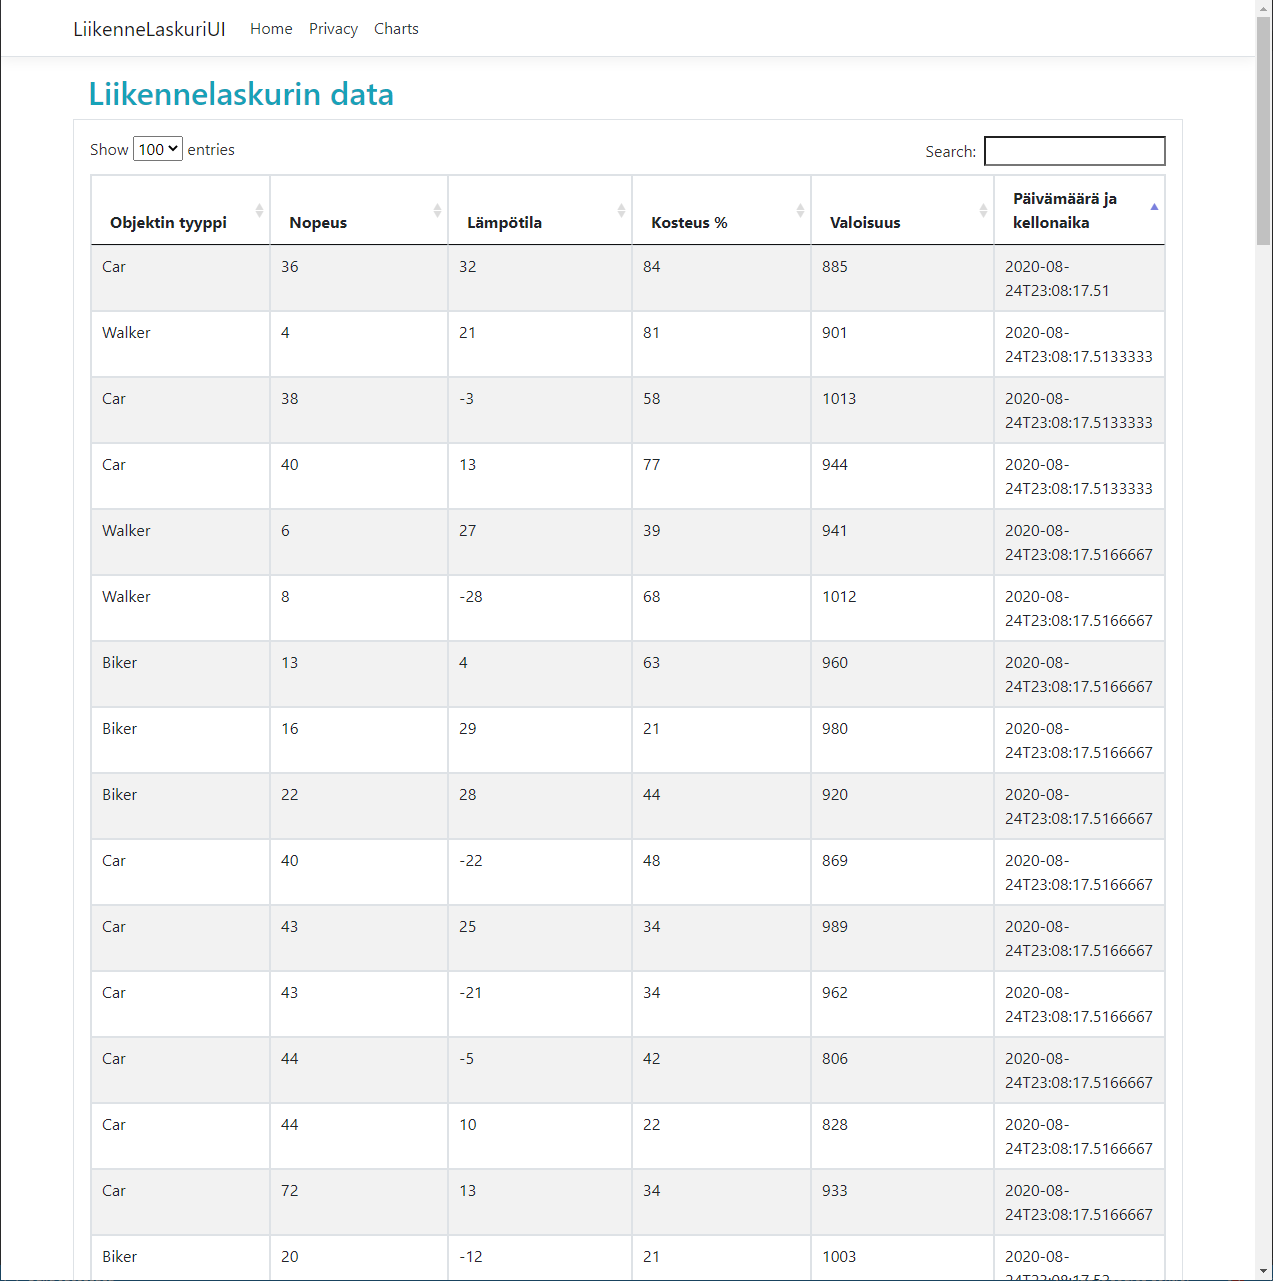 LiikenneLaskuriUI Home Privacy Charts
Liikennelaskurin data
Show 100 entries Search:
Objektin tyyppi Nopeus Lämpötila Kosteus % Valoisuus Päivämäärä ja
kellonaika
Car 36 32 84 885 2020-08-
24T23:08:17.51
Walker 4 21 81 901 2020-08-
24T23:08:17.5133333
Car 38 -3 58 1013 2020-08-
24T23:08:17.5133333
Car 40 13 77 944 2020-08-
24T23:08:17.5133333
Walker 6 27 39 941 2020-08-
24T23:08:17.5166667
Walker 8 -28 68 1012 2020-08-
24T23:08:17.5166667
Biker 13 4 63 960 2020-08-
24T23:08:17.5166667
Biker 16 29 21 980 2020-08-
24T23:08:17.5166667
Biker 22 28 44 920 2020-08-
24T23:08:17.5166667
Car 40 -22 48 869 2020-08-
24T23:08:17.5166667
Car 43 25 34 989 2020-08-
24T23:08:17.5166667
Car 43 -21 34 962 2020-08-
24T23:08:17.5166667
Car 44 -5 42 806 2020-08-
24T23:08:17.5166667
Car 44 10 22 828 2020-08-
24T23:08:17.5166667
Car 72 13 34 933 2020-08-
24T23:08:17.5166667
Biker 20 -12 21 1003 2020-08-